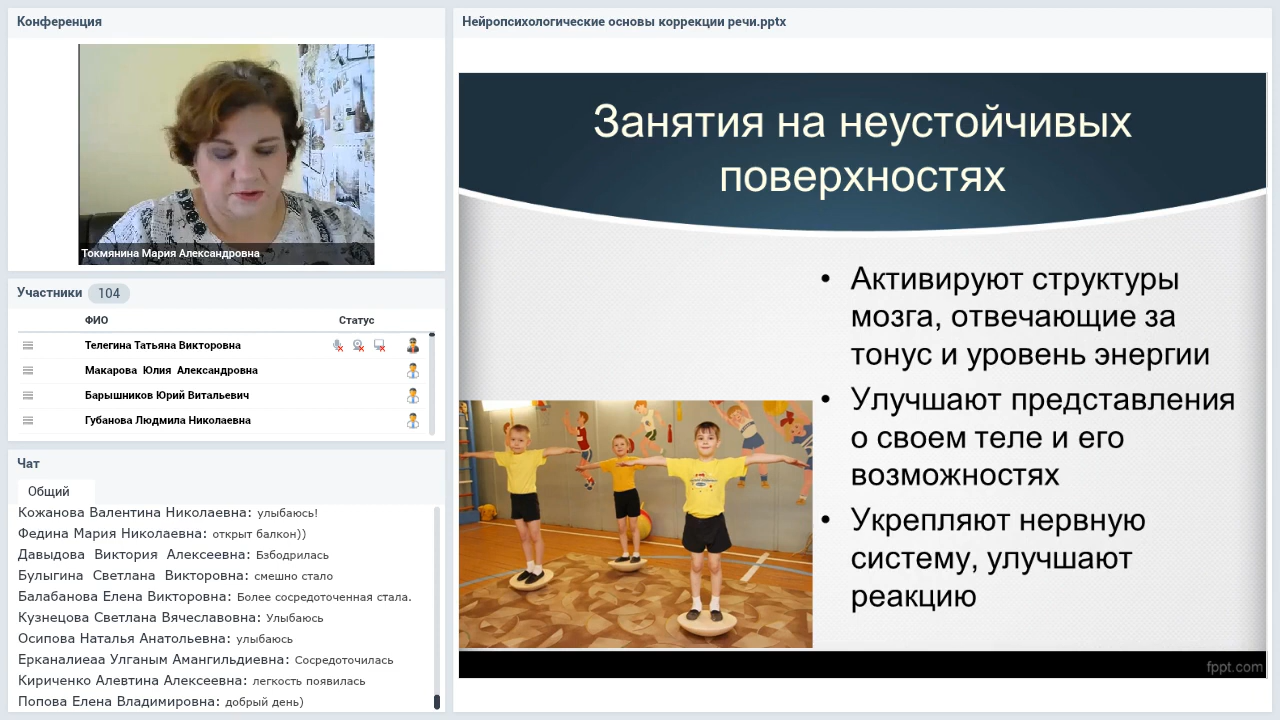 Конференция
Токмянина Мария Александровна
Участники 104
ФИО Статус
Телегина Татьяна Викторовна
Макарова Юлия Александровна
Барышников Юрий Витальевич
Губанова Людмила Николаевна
Чат
Общий
Кожанова Валентина Николаевна: улыбаюсь!
Федина Мария Николаевна: открыт балкон))
Давыдова Виктория Алексеевна: Бзбодрилась
Булыгина Светлана Викторовна: смешно стало
Балабанова Елена Викторовна: Более сосредоточенная стала.
Кузнецова Светлана Вячеславовна: Улыбаюсь
Осипова Наталья Анатольевна: улыбаюсь
Ерканалиеаа Улганым Амангильдиевна: Сосредоточилась
Кириченко Алевтина Алексеевна: легкость появилась
Попова Елена Владимировна: добрый день)
Нейропсихологические основы коррекции речи.pptx
Занятия на неустойчивых
поверхностях
• Активируют структуры
мозга, отвечающие за
тонус и уровень энергии
• Улучшают представления
о своем теле и его
возможностях
• Укрепляют нервную
систему, улучшают
реакцию
fppt.com